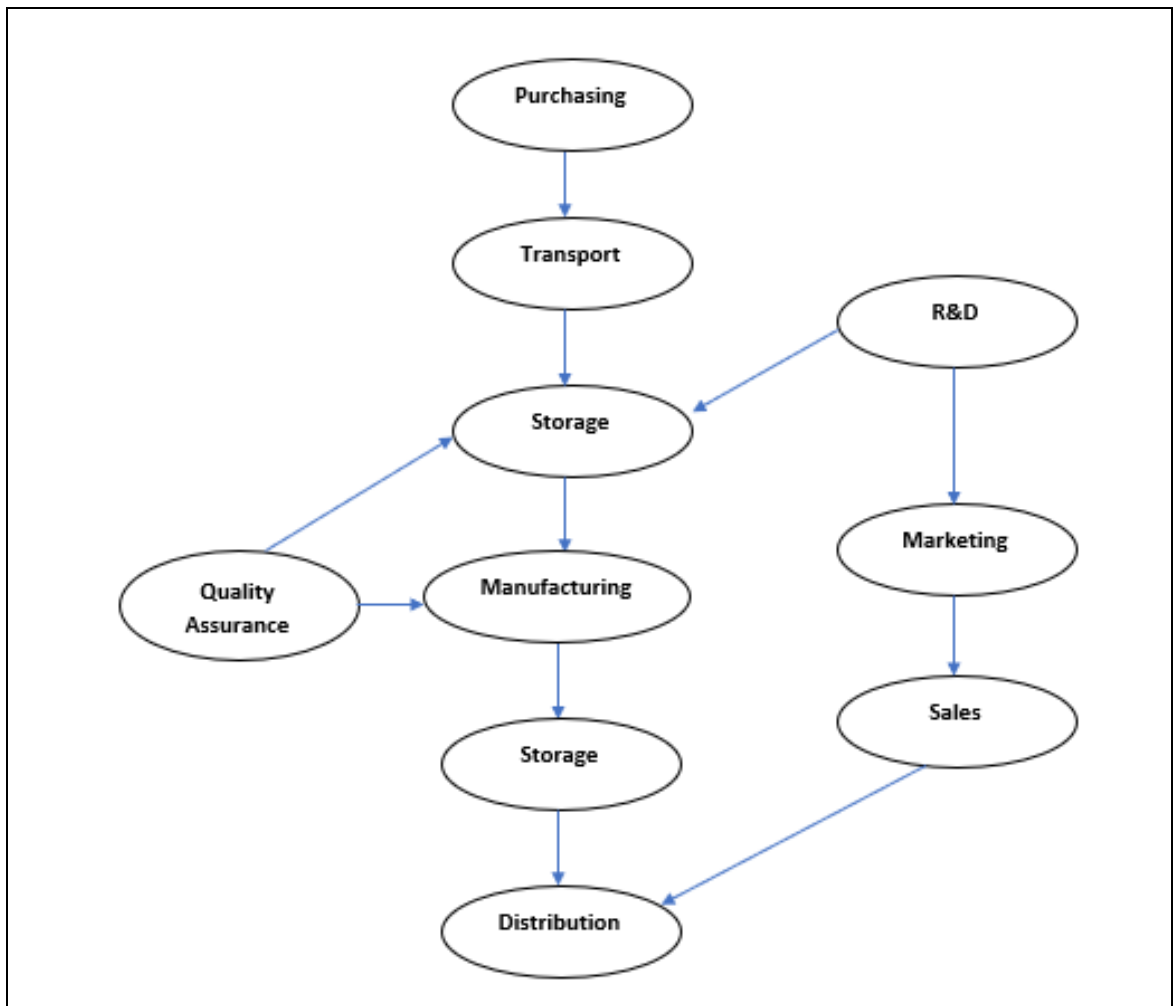 Purchasing
Transport
R&D
Storage
Marketing
Manufacturing
Quality
Assurance
Sales
Storage
Distribution